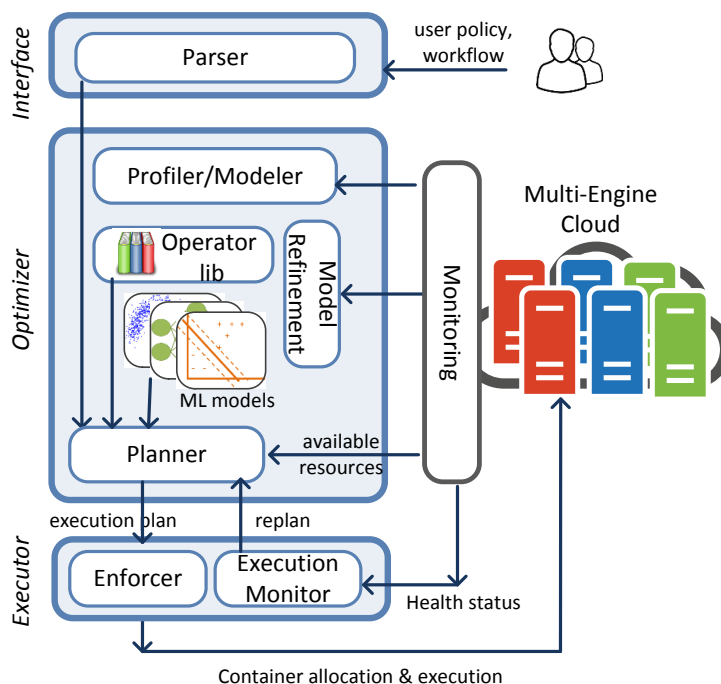 Interface
Parser
user policy,
workflow
Optimizer
Profiler/Modeler
Operator
lib
Model
Refinement
ML models
Planner
available
resources
Monitoring
Multi-Engine
Cloud
execution plan
replan
Executor
Enforcer
Execution
Monitor
Health status
Container allocation & execution